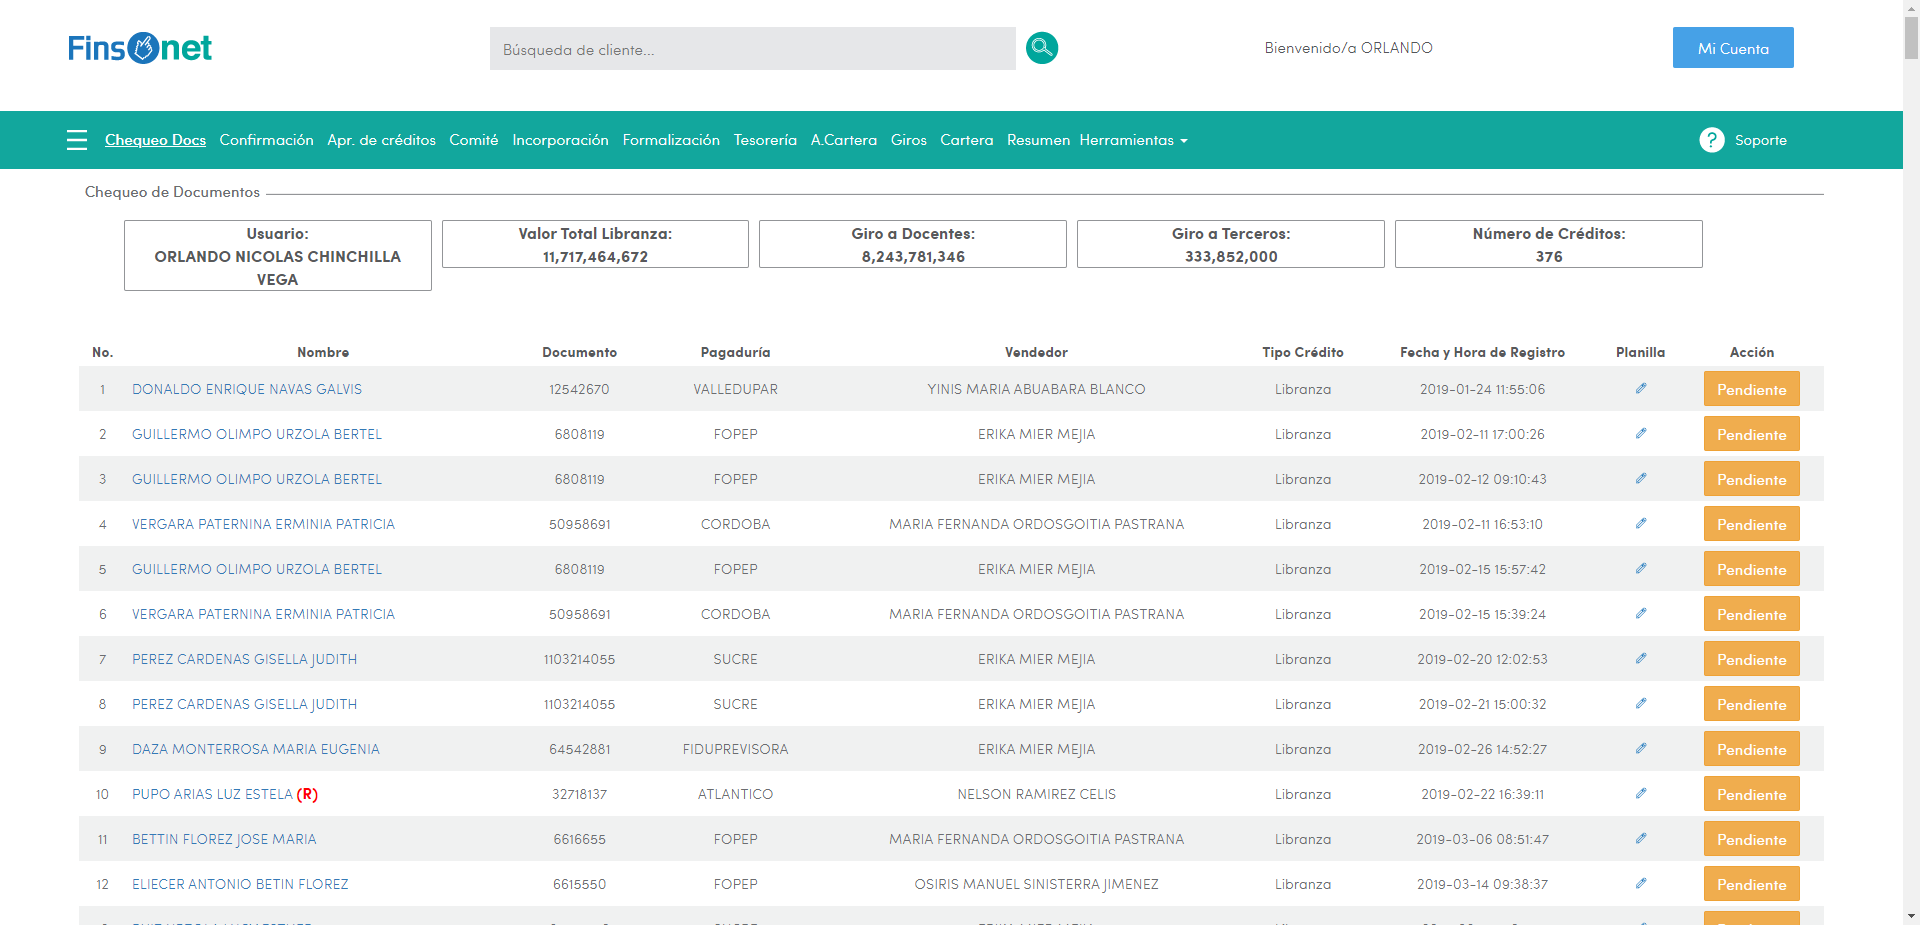 Finsonet
Búsqueda de cliente...
Bienvenido/a ORLANDO
Mi Cuenta
Chequeo Docs Confirmación Apr. de créditos Comité Incorporación Formalización Tesorería A.Cartera Giros Cartera Resumen Herramientas
? Soporte
Chequeo de Documentos
Usuario:
ORLANDO NICOLAS CHINCHILLA
VEGA
Valor Total Libranza:
11,717,464,672
Giro a Docentes:
8,243,781,346
Giro a Terceros:
333,852,000
Número de Créditos:
376
No. Nombre Documento Pagaduría Vendedor Tipo Crédito Fecha y Hora de Registro Planilla Acción
1 DONALDO ENRIQUE NAVAS GALVIS 12542670 VALLEDUPAR YINIS MARIA ABUABARA BLANCO Libranza 2019-01-24 11:55:06 Pendiente
2 GUILLERMO OLIMPO URZOLA BERTEL 6808119 FOPEP ERIKA MIER MEJIA Libranza 2019-02-11 17:00:26 Pendiente
3 GUILLERMO OLIMPO URZOLA BERTEL 6808119 FOPEP ERIKA MIER MEJIA Libranza 2019-02-12 09:10:43 Pendiente
4 VERGARA PATERNINA ERMINIA PATRICIA 50958691 CORDOBA MARIA FERNANDA ORDOSGOITIA PASTRANA Libranza 2019-02-11 16:53:10 Pendiente
5 GUILLERMO OLIMPO URZOLA BERTEL 6808119 FOPEP ERIKA MIER MEJIA Libranza 2019-02-15 15:57:42 Pendiente
6 VERGARA PATERNINA ERMINIA PATRICIA 50958691 CORDOBA MARIA FERNANDA ORDOSGOITIA PASTRANA Libranza 2019-02-15 15:39:24 Pendiente
7 PEREZ CARDENAS GISELLA JUDITH 1103214055 SUCRE ERIKA MIER MEJIA Libranza 2019-02-20 12:02:53 Pendiente
8 PEREZ CARDENAS GISELLA JUDITH 1103214055 SUCRE ERIKA MIER MEJIA Libranza 2019-02-21 15:00:32 Pendiente
9 DAZA MONTERROSA MARIA EUGENIA 64542881 FIDUPREVISORA ERIKA MIER MEJIA Libranza 2019-02-26 14:52:27 Pendiente
10 PUPO ARIAS LUZ ESTELA (R) 32718137 ATLANTICO NELSON RAMIREZ CELIS Libranza 2019-02-22 16:39:11 Pendiente
11 BETTIN FLOREZ JOSE MARIA 6616655 FOPEP MARIA FERNANDA ORDOSGOITIA PASTRANA Libranza 2019-03-06 08:51:47 Pendiente
12 ELIECER ANTONIO BETIN FLOREZ 6615550 FOPEP OSIRIS MANUEL SINISTERRA JIMENEZ Libranza 2019-03-14 09:38:37 Pendiente